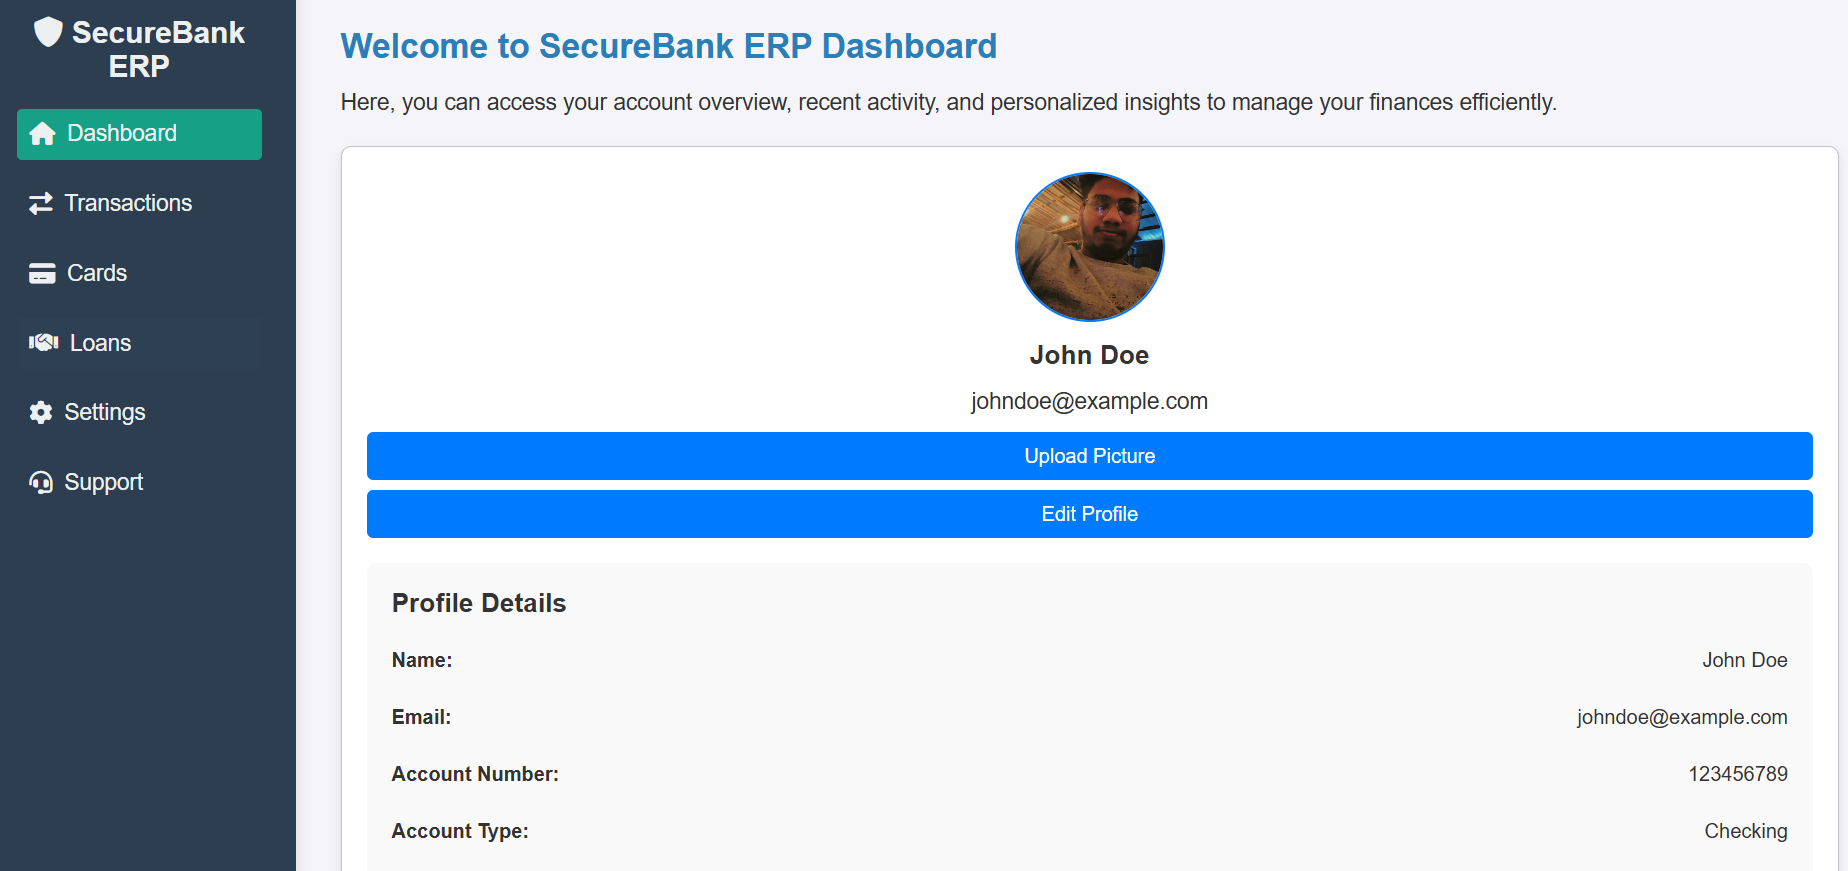 SecureBank
ERP
Dashboard
Transactions
Cards
Loans
Settings
Support
Welcome to SecureBank ERP Dashboard
Here, you can access your account overview, recent activity, and personalized insights to manage your finances efficiently.
John Doe
johndoe@example.com
Upload Picture
Edit Profile
Profile Details
Name: John Doe
Email: johndoe@example.com
Account Number: 123456789
Account Type: Checking